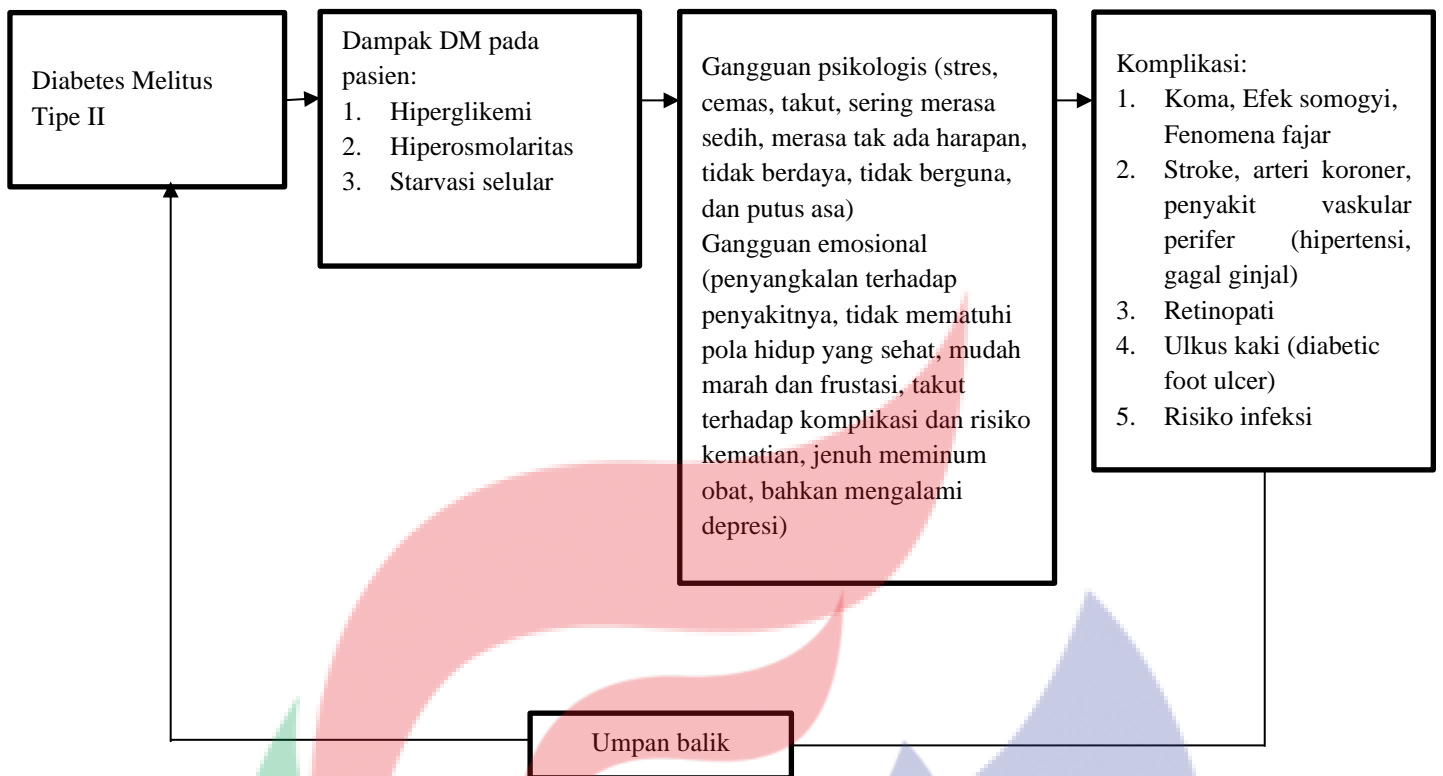 Diabetes Melitus
Tipe II
Dampak DM pada
pasien:
1. Hiperglikemi
2. Hiperosmolaritas
3. Starvasi selular
Gangguan psikologis (stres,
cemas, takut, sering merasa
sedih, merasa tak ada harapan,
tidak berdaya, tidak berguna,
dan putus asa)
Gangguan emosional
(penyangkalan terhadap
penyakitnya, tidak mematuhi
pola hidup yang sehat, mudah
marah dan frustasi, takut
terhadap komplikasi dan risiko
kematian, jenuh meminum
obat, bahkan mengalami
depresi)
Komplikasi:
1. Koma, Efek somogyi,
Fenomena fajar
2. Stroke, arteri koroner,
penyakit vaskular
perifer (hipertensi,
gagal ginjal)
3. Retinopati
4. Ulkus kaki (diabetic
foot ulcer)
5. Risiko infeksi
Umpan balik